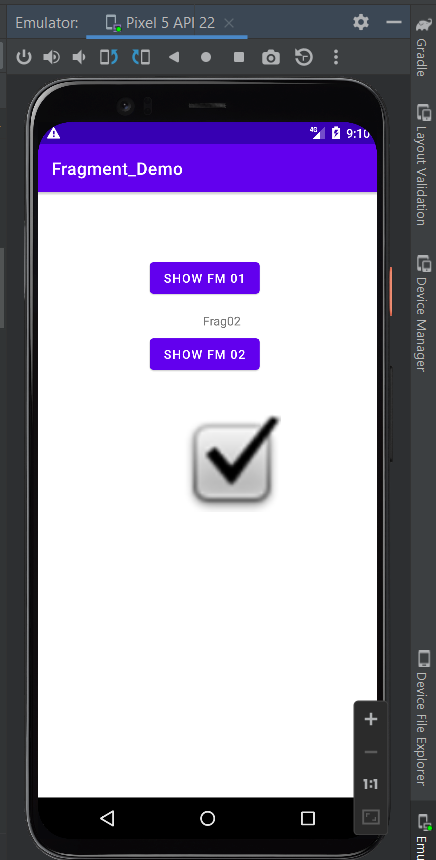 Emulator: Pixel 5 API 22
4G 9:10
Fragment_Demo
SHOW FM 01
Frag02
SHOW FM 02
1:1
Gradle
Layout Validation
Device Manager
Device File Explorer
Emu